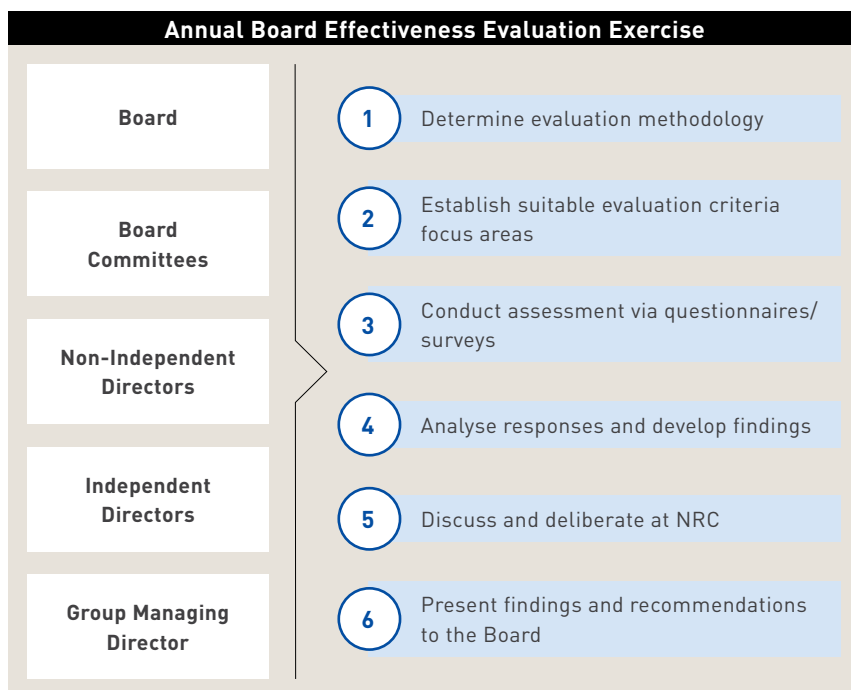 Annual Board Effectiveness Evaluation Exercise
Board
Board
Committees
Non-Independent
Directors
Independent
Directors
Group Managing
Director
1
Determine evaluation methodology
2
Establish suitable evaluation criteria
focus areas
3
Conduct assessment via questionnaires/
surveys
4
Analyse responses and develop findings
5
Discuss and deliberate at NRC
6
Present findings and recommendations
to the Board